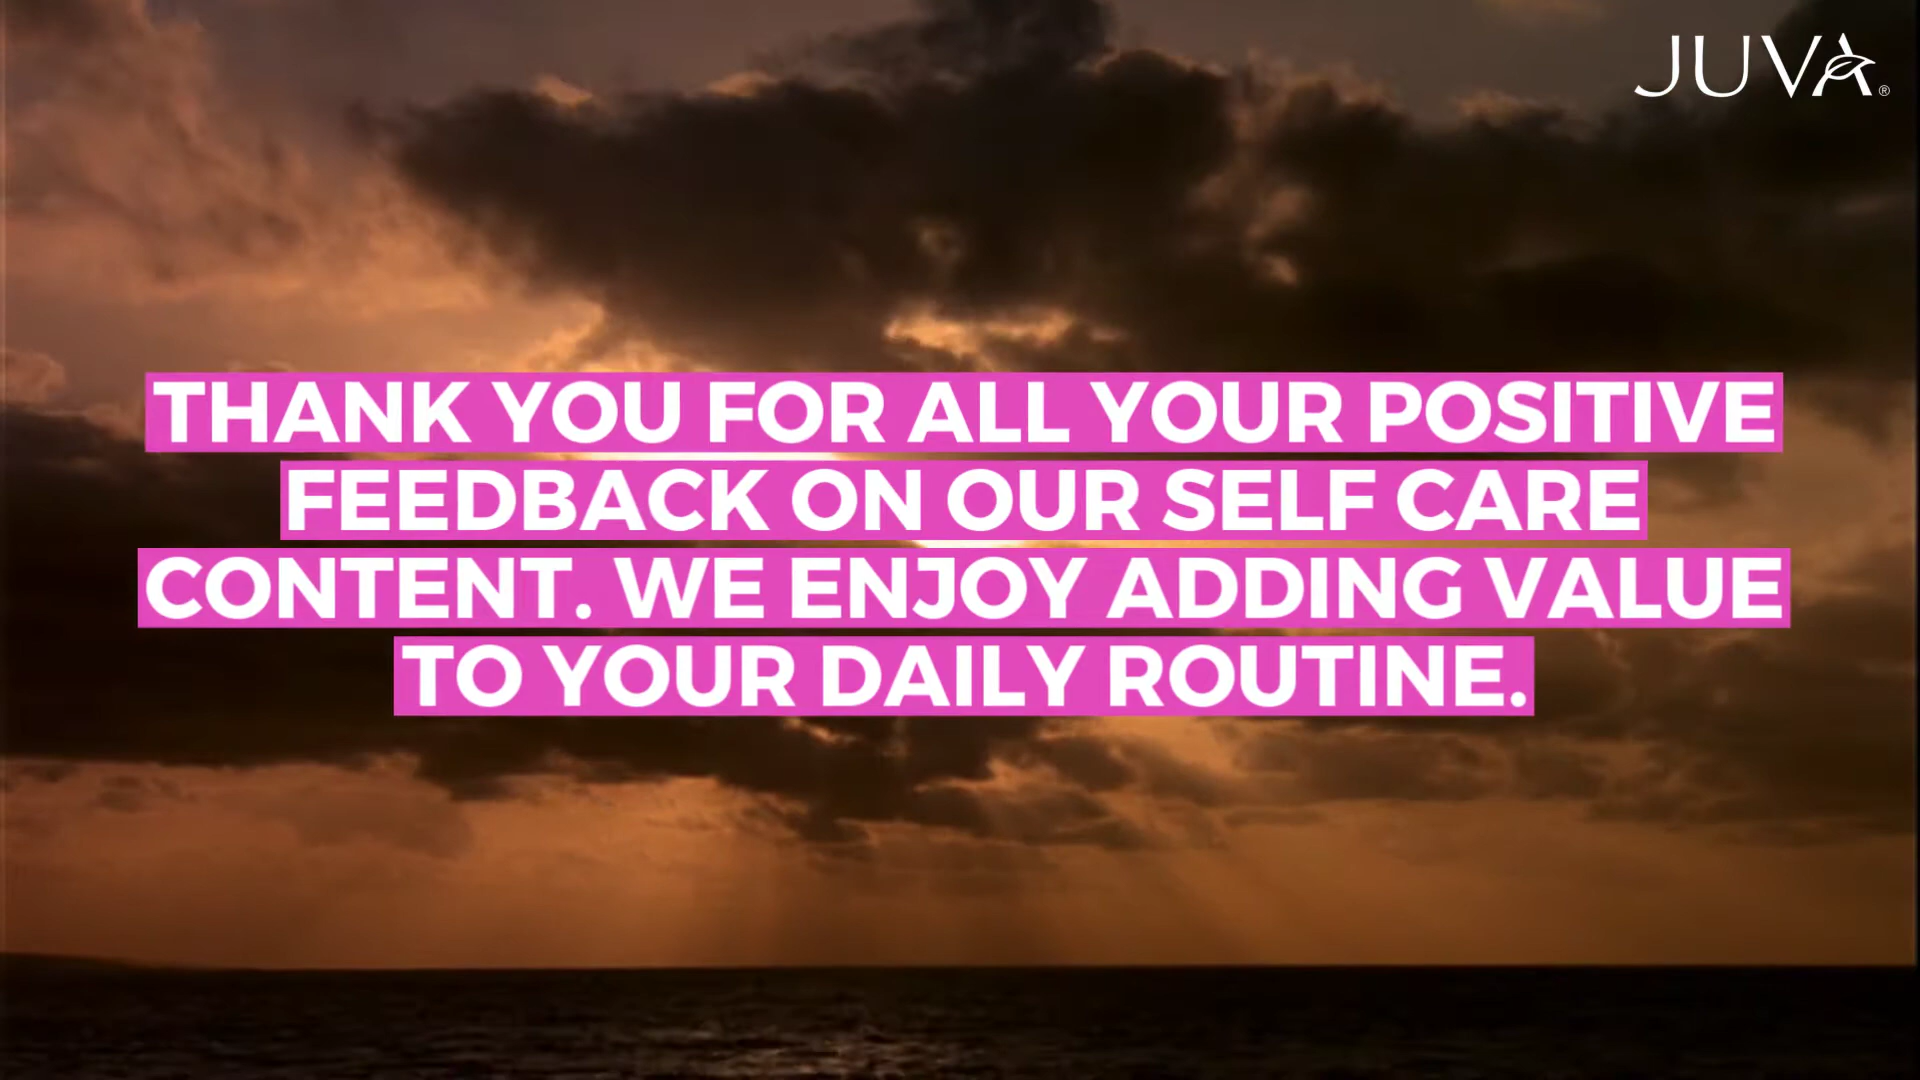 JUVA®
THANK YOU FOR ALL YOUR POSITIVE
FEEDBACK ON OUR SELF CARE
CONTENT. WE ENJOY ADDING VALUE
TO YOUR DAILY ROUTINE.